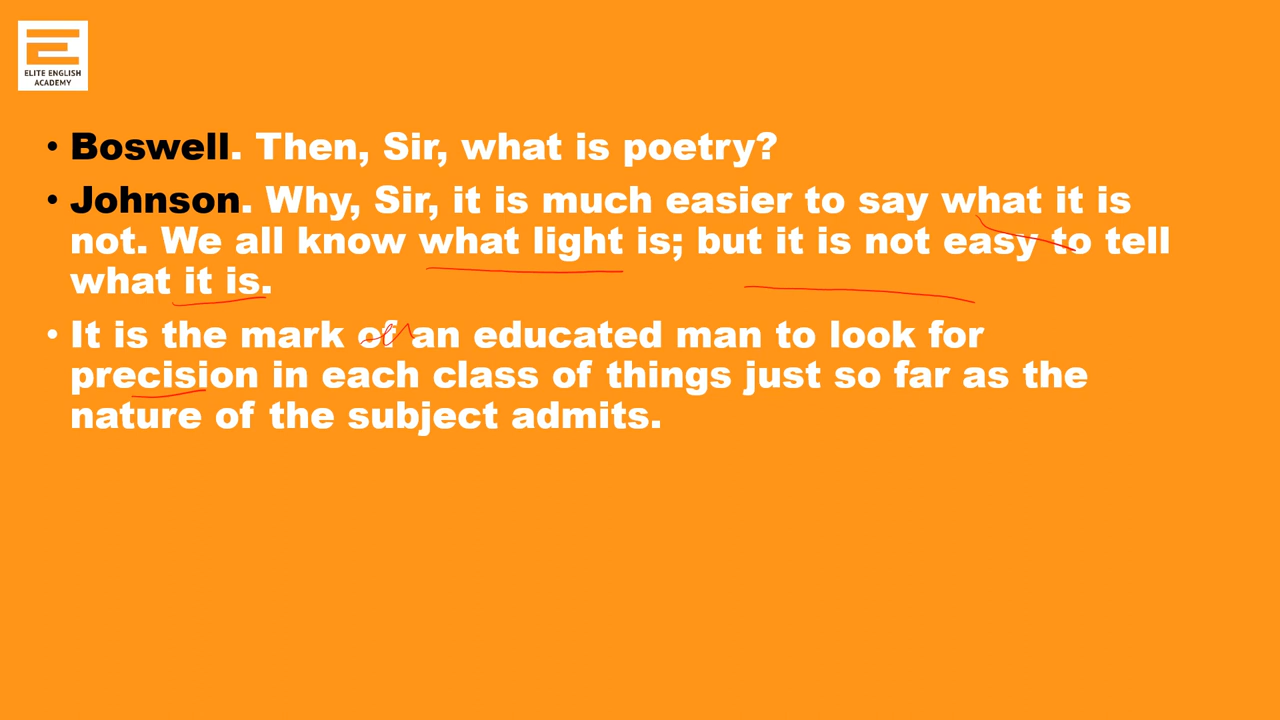 ELITE ENGLISH
ACADEMY
• Boswell. Then, Sir, what is poetry?
• Johnson. Why, Sir, it is much easier to say what it is
not. We all know what light is; but it is not easy to tell
what it is.
• It is the mark of an educated man to look for
precision in each class of things just so far as the
nature of the subject admits.